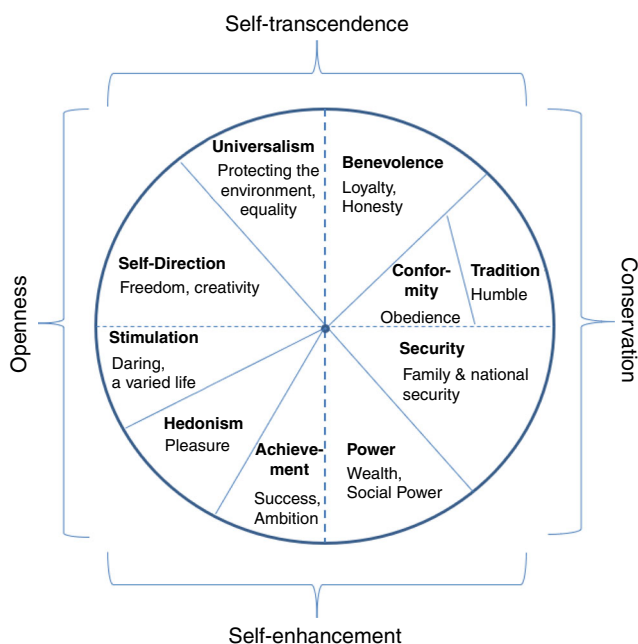 Self-transcendence
Openness
Conservation
Universalism
Protecting the
environment,
equality
Benevolence
Loyalty,
Honesty
Self-Direction
Freedom, creativity
Confor-
mity
Obedience
Tradition
Humble
Stimulation
Daring,
a varied life
Security
Family & national
security
Hedonism
Pleasure
Achieve-
ment
Success,
Ambition
Power
Wealth,
Social Power
Self-enhancement